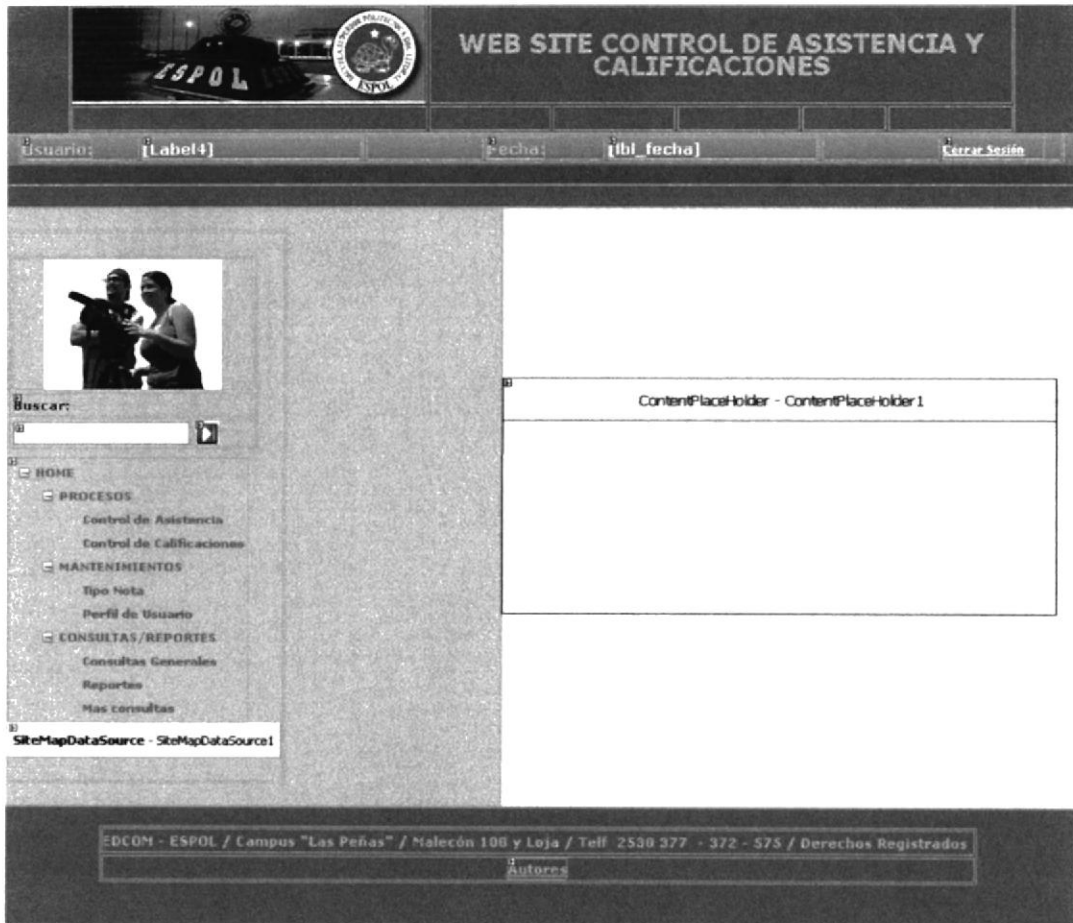 ESPOL
ESPOL
WEB SITE CONTROL DE ASISTENCIA Y
CALIFICACIONES
Usuario: [Label4] Fecha: [lbl_fecha] Cerrar Sesión
Buscar:
ContentPlaceHolder - ContentPlaceHolder1
HOME
PROCESOS
Control de Asistencia
Control de Calificaciones
MANTENIMIENTOS
Tipo Nota
Perfil de Usuario
CONSULTAS/REPORTES
Consultas Generales
Reportes
Mas consultas
SiteMapDataSource - SiteMapDataSource1
EDCOM - ESPOL / Campus "Las Peñas" / Malecón 100 y Loja / Telf 2530 377 - 372 - 575 / Derechos Registrados
Autores